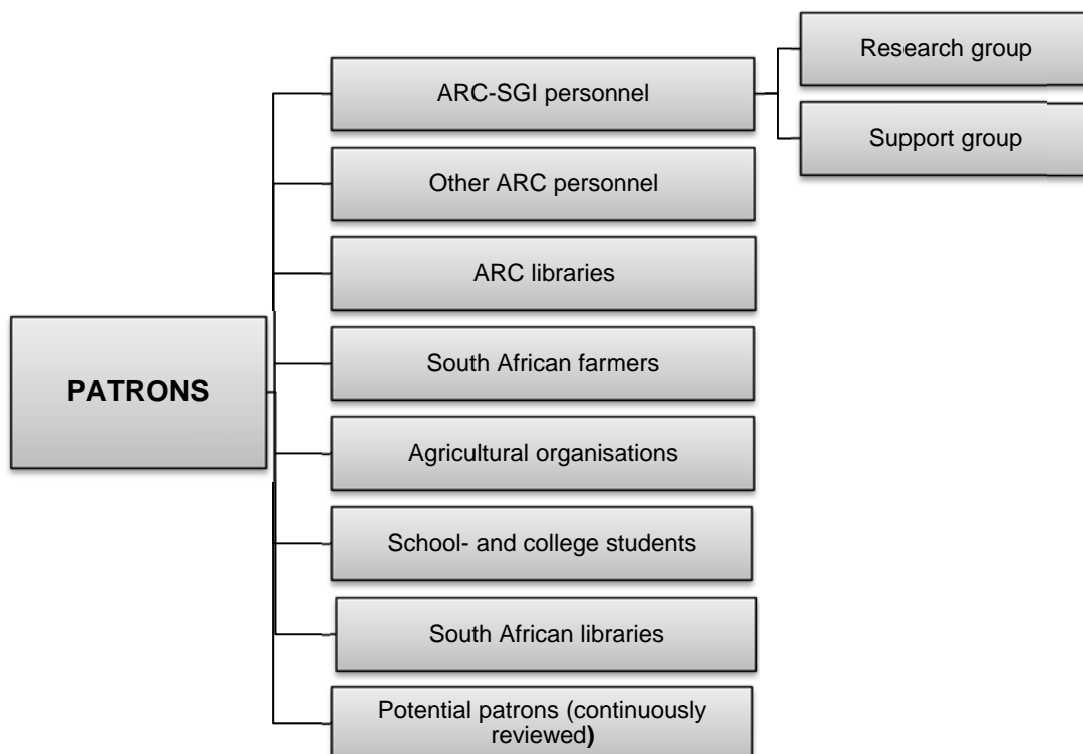 PATRONS
ARC-SGI personnel
Research group
Support group
Other ARC personnel
ARC libraries
South African farmers
Agricultural organisations
School- and college students
South African libraries
Potential patrons (continuously
reviewed)